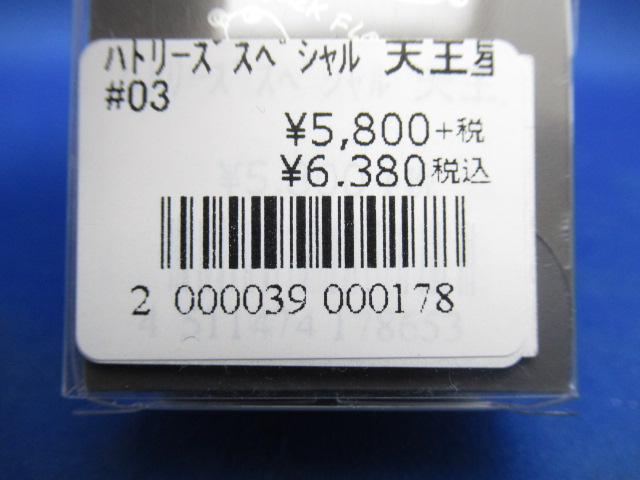 ﾊﾄﾘｰｽﾞ ｽﾍﾟｼｬﾙ 天王星
#03
¥5,800+税
¥6.380税込
2 000039 000178